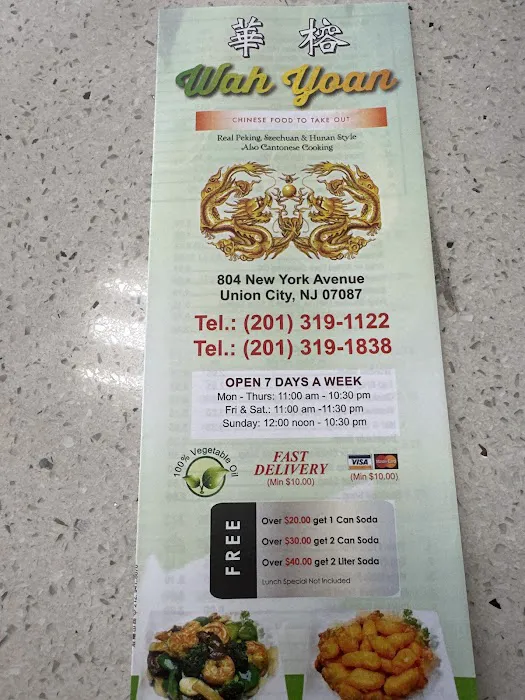 華 榕
Wah Yoan
CHINESE FOOD TO TAKE OUT
Real Peking, Szechuan & Hunan Style
Also Cantonese Cooking
804 New York Avenue
Union City, NJ 07087
Tel.: (201) 319-1122
Tel.: (201) 319-1838
OPEN 7 DAYS A WEEK
Mon - Thurs: 11:00 am - 10:30 pm
Fri & Sat.: 11:00 am -11:30 pm
Sunday: 12:00 noon - 10:30 pm
100% Vegetable Oil
FAST
DELIVERY
(Min $10.00)
VISA
(Min $10.00)
FREE
Over $20.00 get 1 Can Soda
Over $30.00 get 2 Can Soda
Over $40.00 get 2 Liter Soda
Lunch Special Not Included